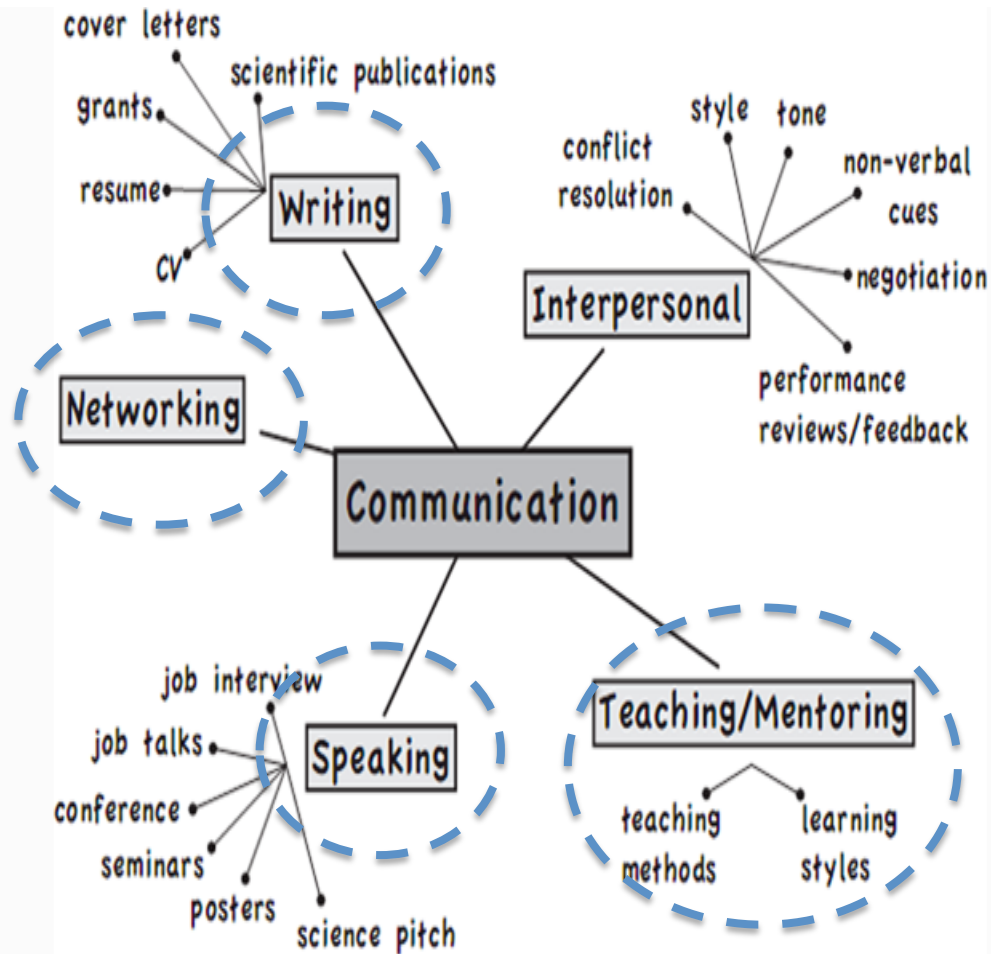 cover letters
scientific publications
grants
resume
CV
Writing
style
tone
conflict
resolution
non-verbal
cues
negotiation
performance
reviews/feedback
Interpersonal
Networking
Communication
job interview
job talks
conference
seminars
posters
science pitch
Speaking
Teaching/Mentoring
teaching
methods
learning
styles